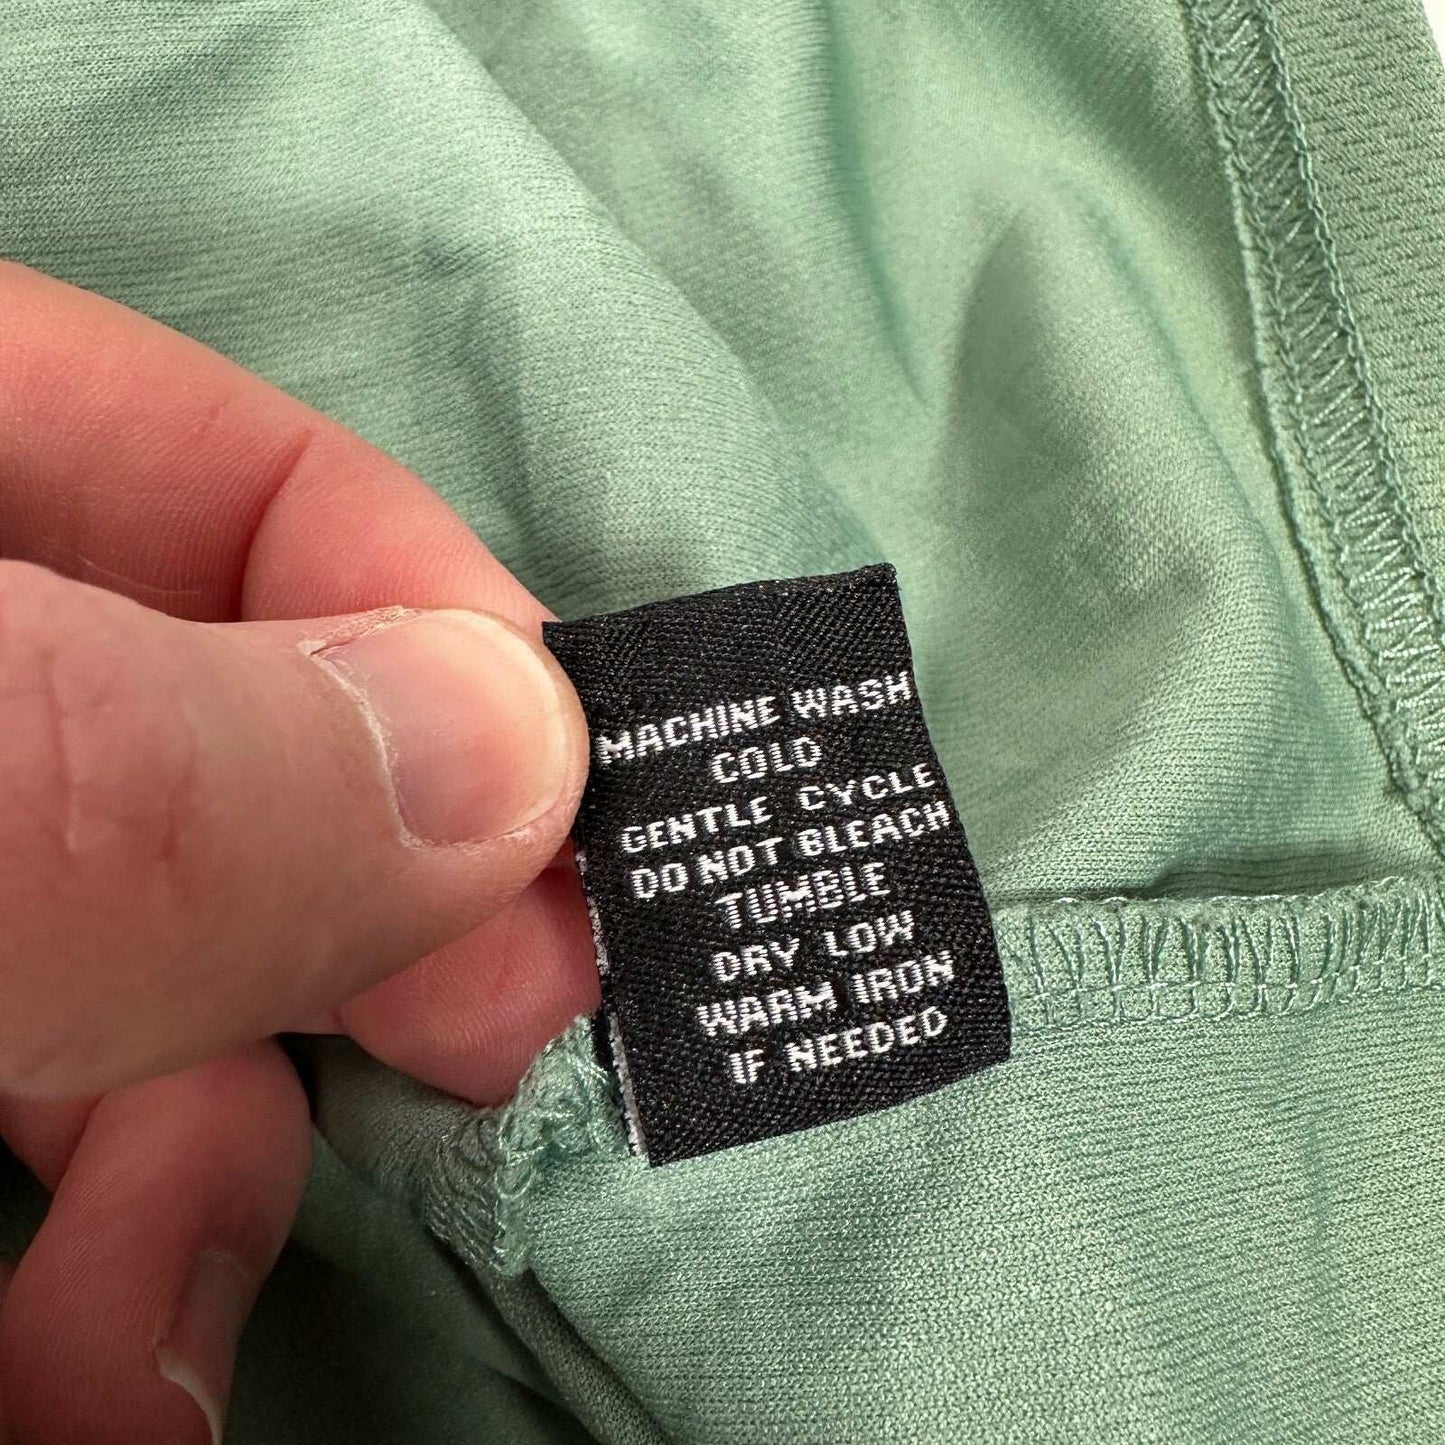 MACHINE WASH
COLD
GENTLE CYCLE
DO NOT BLEACH
TUMBLE
DRY LOW
WARM IRON
IF NEEDED